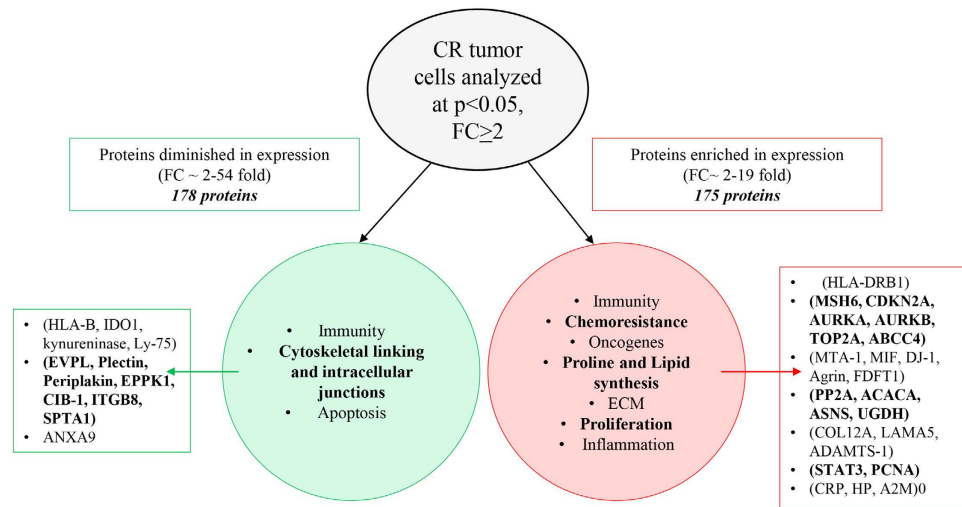 CR tumor
cells analyzed
at p<0.05,
FC≥2
Proteins diminished in expression
(FC ~ 2-54 fold)
178 proteins
Proteins enriched in expression
(FC~ 2-19 fold)
175 proteins
• (HLA-B, IDO1,
kynureninase, Ly-75)
• (EVPL, Plectin,
Periplakin, EPPK1,
CIB-1, ITGB8,
SPTA1)
• ANXA9
• Immunity
• Cytoskeletal linking
and intracellular
junctions
• Apoptosis
• Immunity
• Chemoresistance
• Oncogenes
• Proline and Lipid
synthesis
• ECM
• Proliferation
• Inflammation
• (HLA-DRB1)
• (MSH6, CDKN2A,
AURKA, AURKB,
TOP2A, ABCC4)
• (MTA-1, MIF, DJ-1,
Agrin, FDFT1)
• (PP2A, ACACA,
ASNS, UGDH)
• (COL12A, LAMA5,
ADAMTS-1)
• (STAT3, PCNA)
• (CRP, HP, A2M)0